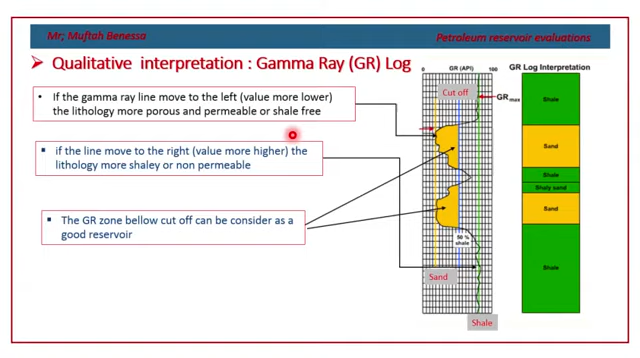 Mr; Muftah Benessa
Petroleum reservoir evaluations
➤ Qualitative interpretation : Gamma Ray (GR) Log
• If the gamma ray line move to the left (value more lower)
the lithology more porous and permeable or shale free
▪ if the line move to the right (value more higher) the
lithology more shaley or non permeable
▪ The GR zone bellow cut off can be consider as a
good reservoir
0 GR (API) 100
Cut off
GR max
50 %
shale
Sand
Shale
GR Log Interpretation
Shale
Sand
Shale
Shaly sand
Sand
Shale